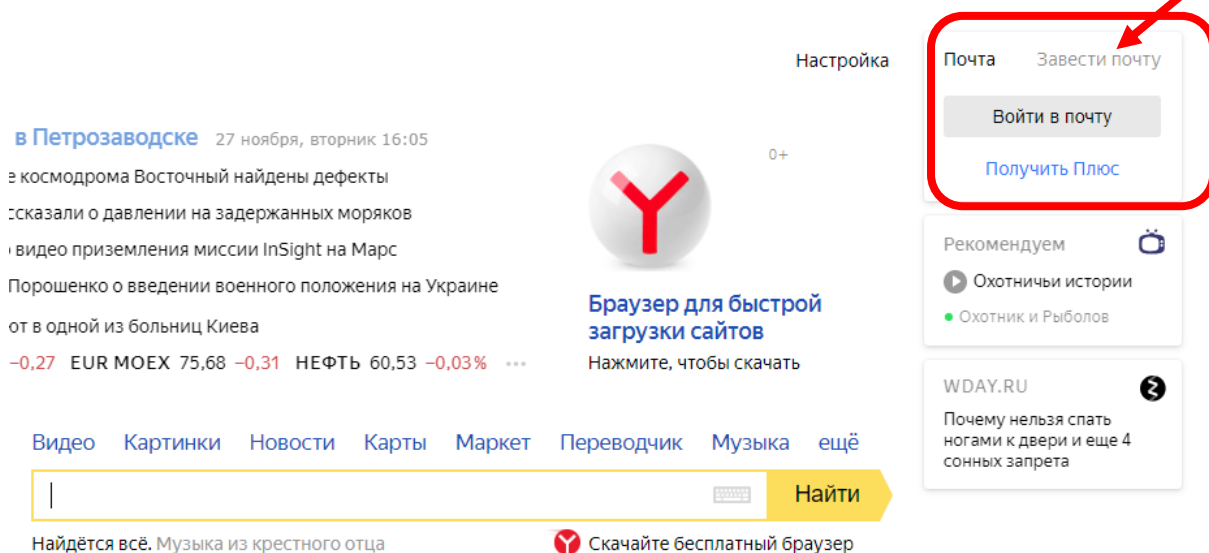 Настройка
Почта Завести почту
Войти в почту
Получить Плюс
в Петрозаводске 27 ноября, вторник 16:05
е космодрома Восточный найдены дефекты
ссказали о давлении на задержанных моряков
видео приземления миссии InSight на Марс
Порошенко о введении военного положения на Украине
ют в одной из больниц Киева
−0,27 EUR MOEX 75,68 −0,31 НЕФТЬ 60,53 −0,03% ...
0+
Браузер для быстрой
загрузки сайтов
Нажмите, чтобы скачать
Рекомендуем
Охотничьи истории
Охотник и Рыболов
WDAY.RU
Почему нельзя спать
ногами к двери и еще 4
сонных запрета
Видео Картинки Новости Карты Маркет Переводчик Музыка ещё
Найти
Найдётся всё. Музыка из крестного отца
Скачайте бесплатный браузер